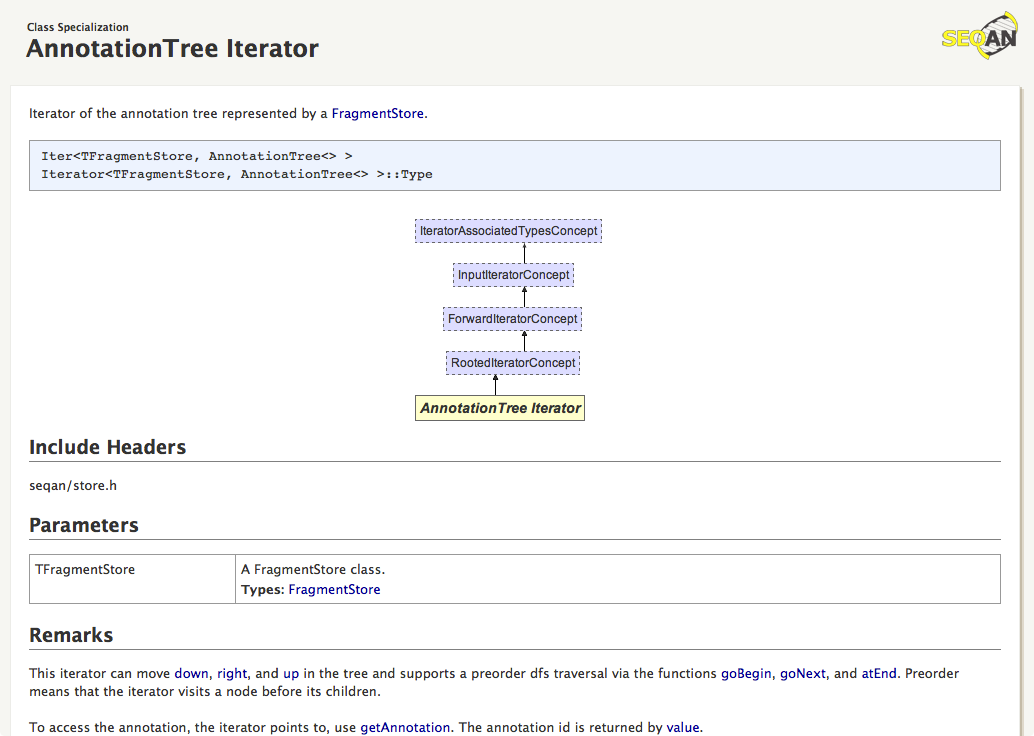 Class Specialization
AnnotationTree Iterator
SEQAN
Iterator of the annotation tree represented by a FragmentStore.
Iter<TFragmentStore, AnnotationTree<> >
Iterator<TFragmentStore, AnnotationTree<> >::Type
IteratorAssociatedTypesConcept
InputIteratorConcept
ForwardIteratorConcept
RootedIteratorConcept
AnnotationTree Iterator
Include Headers
seqan/store.h
Parameters
TFragmentStore
A FragmentStore class.
Types: FragmentStore
Remarks
This iterator can move down, right, and up in the tree and supports a preorder dfs traversal via the functions goBegin, goNext, and atEnd. Preorder
means that the iterator visits a node before its children.
To access the annotation, the iterator points to, use getAnnotation. The annotation id is returned by value.